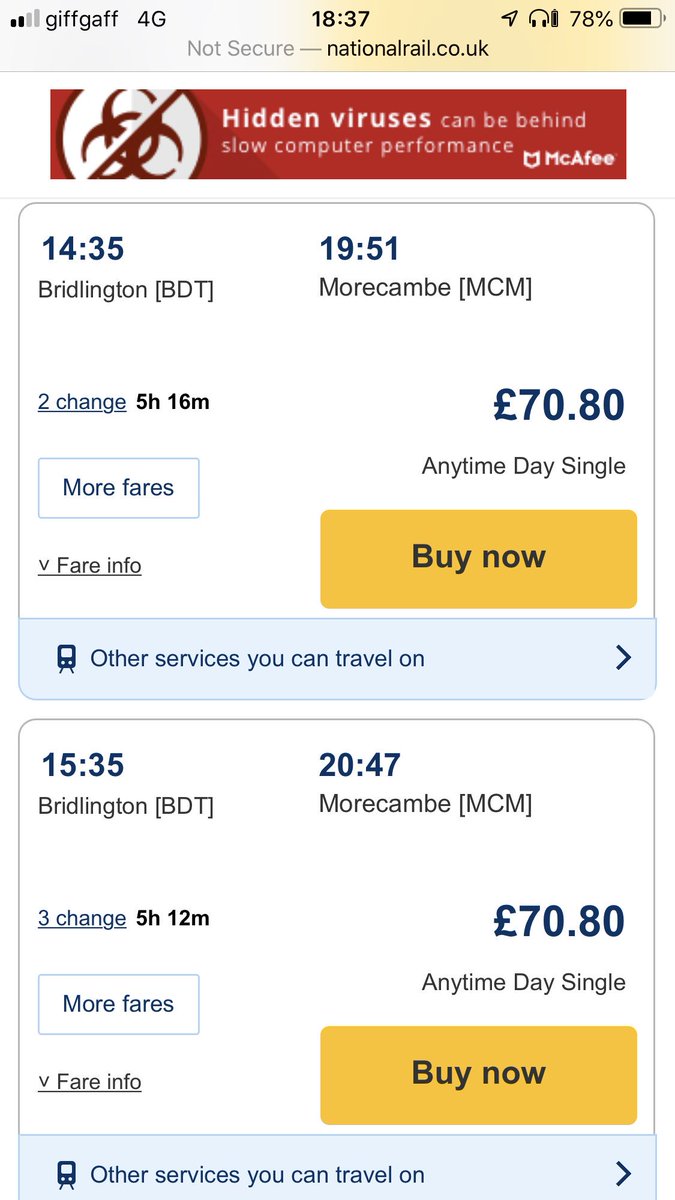 giffgaff 4G 18:37 78%
Not Secure — nationalrail.co.uk
Hidden viruses can be behind
slow computer performance McAfee
14:35 19:51
Bridlington [BDT] Morecambe [MCM]
2 change 5h 16m £70.80
Anytime Day Single
More fares
Buy now
v Fare info
Other services you can travel on
15:35 20:47
Bridlington [BDT] Morecambe [MCM]
3 change 5h 12m £70.80
Anytime Day Single
More fares
Buy now
v Fare info
Other services you can travel on